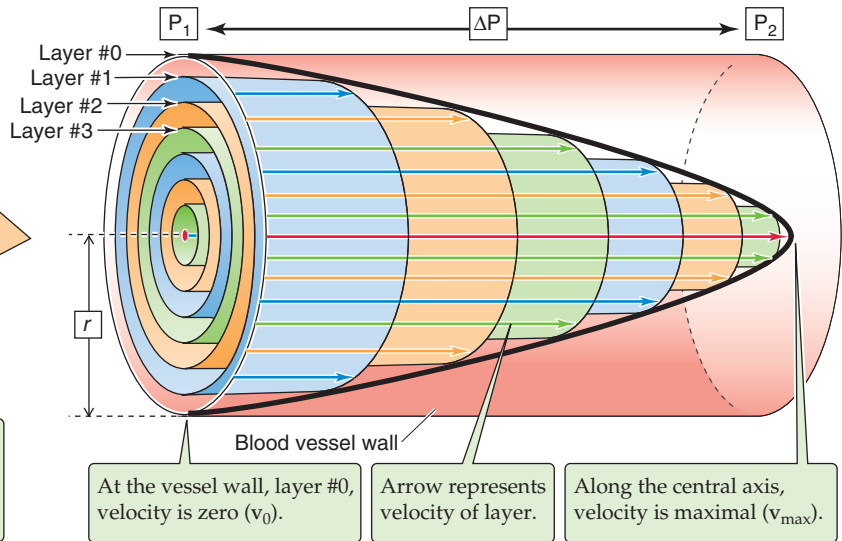 P1 ΔP P2
Layer #0
Layer #1
Layer #2
Layer #3
r
Blood vessel wall
At the vessel wall, layer #0,
velocity is zero (v0).
Arrow represents
velocity of layer.
Along the central axis,
velocity is maximal (vmax).